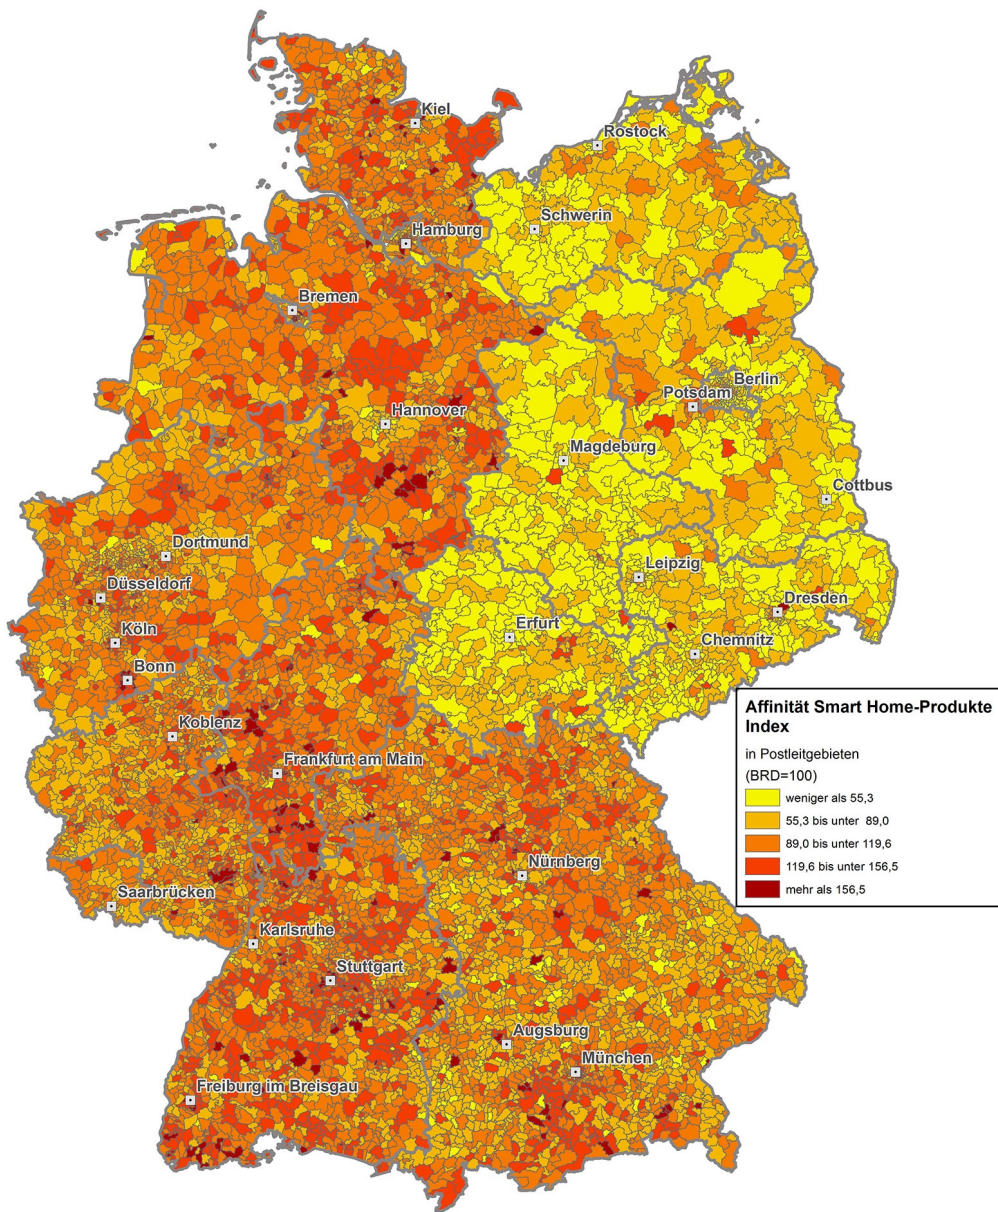 Kiel
Rostock
Schwerin
Hamburg
Bremen
Berlin
Potsdam
Hannover
Magdeburg
Cottbus
Dortmund
Leipzig
Düsseldorf
Dresden
Erfurt
Köln
Chemnitz
Bonn
Koblenz
Frankfurt am Main
Nürnberg
Saarbrücken
Karlsruhe
Stuttgart
Augsburg
München
Freiburg im Breisgau
Affinität Smart Home-Produkte
Index
in Postleitgebieten
(BRD=100)
weniger als 55,3
55,3 bis unter 89,0
89,0 bis unter 119,6
119,6 bis unter 156,5
mehr als 156,5